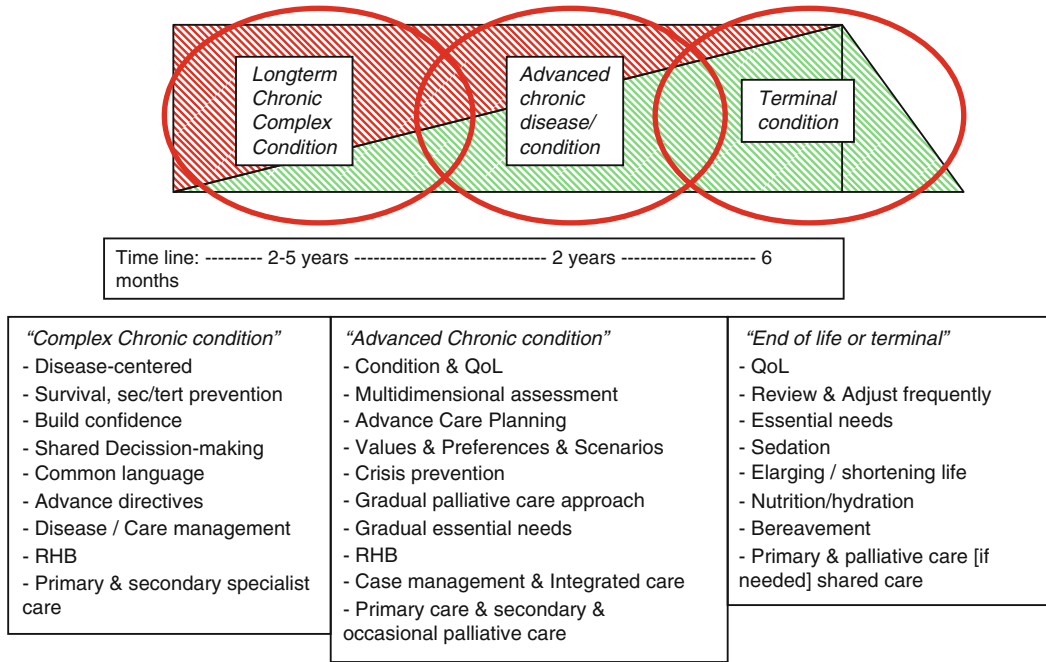 Longterm
Chronic
Complex
Condition
Advanced
chronic
disease/
condition
Terminal
condition
Time line: --------- 2-5 years ---------------------------- 2 years -------------------- 6
months
“Complex Chronic condition”
- Disease-centered
- Survival, sec/tert prevention
- Build confidence
- Shared Decission-making
- Common language
- Advance directives
- Disease / Care management
- RHB
- Primary & secondary specialist
care
“Advanced Chronic condition”
- Condition & QoL
- Multidimensional assessment
- Advance Care Planning
- Values & Preferences & Scenarios
- Crisis prevention
- Gradual palliative care approach
- Gradual essential needs
- RHB
- Case management & Integrated care
- Primary care & secondary &
occasional palliative care
“End of life or terminal”
- QoL
- Review & Adjust frequently
- Essential needs
- Sedation
- Elarging / shortening life
- Nutrition/hydration
- Bereavement
- Primary & palliative care [if
needed] shared care